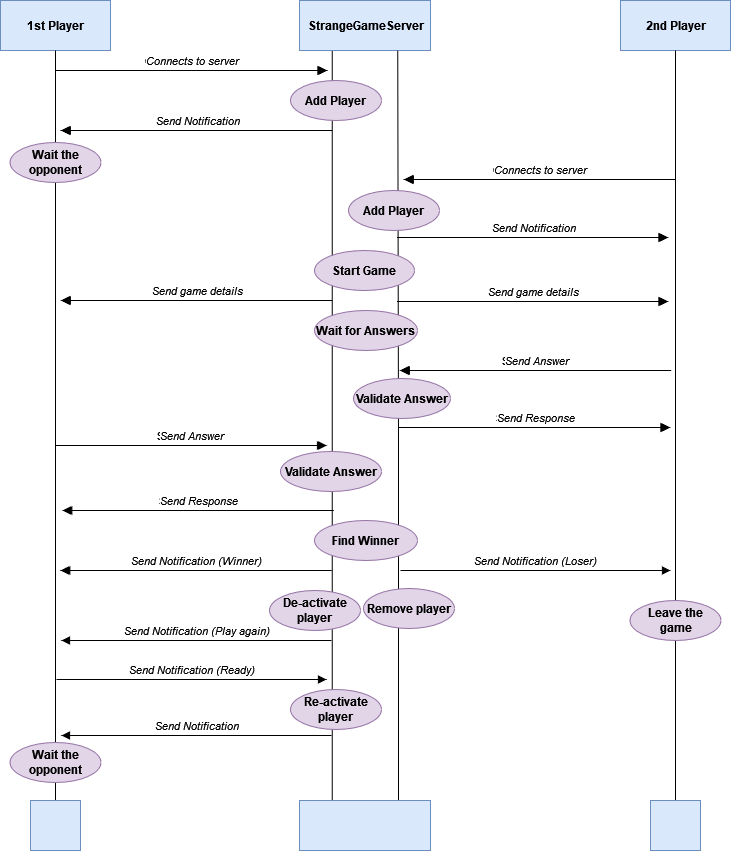 1st Player
StrangeGameServer
2nd Player
Connects to server
Add Player
Send Notification
Wait the
opponent
Connects to server
Add Player
Send Notification
Start Game
Send game details
Send game details
Wait for Answers
Send Answer
Validate Answer
Send Response
Send Answer
Validate Answer
Send Response
Find Winner
Send Notification (Winner)
Send Notification (Loser)
De-activate
player
Remove player
Leave the
game
Send Notification (Play again)
Send Notification (Ready)
Re-activate
player
Send Notification
Wait the
opponent